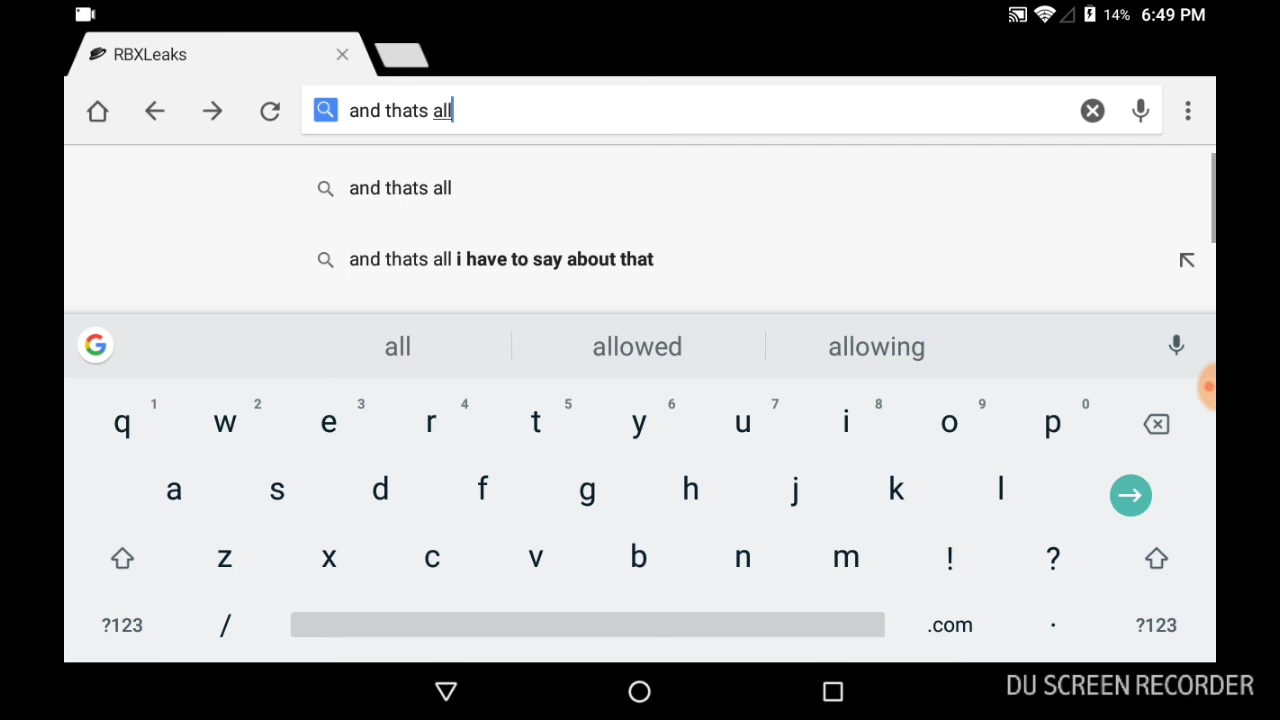 14% 6:49 PM
RBXLeaks
and thats all
and thats all
and thats all i have to say about that
G all allowed allowing
1 2 3 4 5 6 7 8 9 0
q w e r t y u i o p
a s d f g h j k l
z x c v b n m ! ?
?123 / .com . ?123
DU SCREEN RECORDER